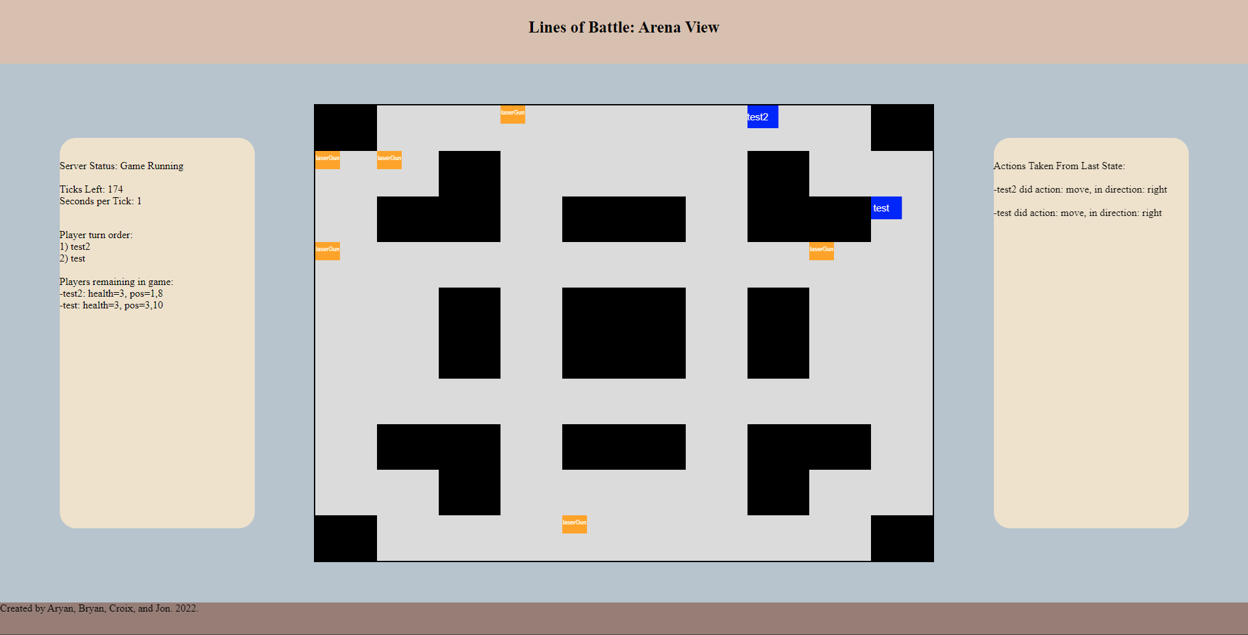 Lines of Battle: Arena View
Server Status: Game Running
Ticks Left: 174
Seconds per Tick: 1
Player turn order:
1) test2
2) test
Players remaining in game:
-test2: health=3, pos=1,8
-test: health=3, pos=3,10
laserGun
test2
laserGun
laserGun
test
laserGun
laserGun
laserGun
Actions Taken From Last State:
-test2 did action: move, in direction: right
-test did action: move, in direction: right
Created by Aryan, Bryan, Croix, and Jon. 2022.